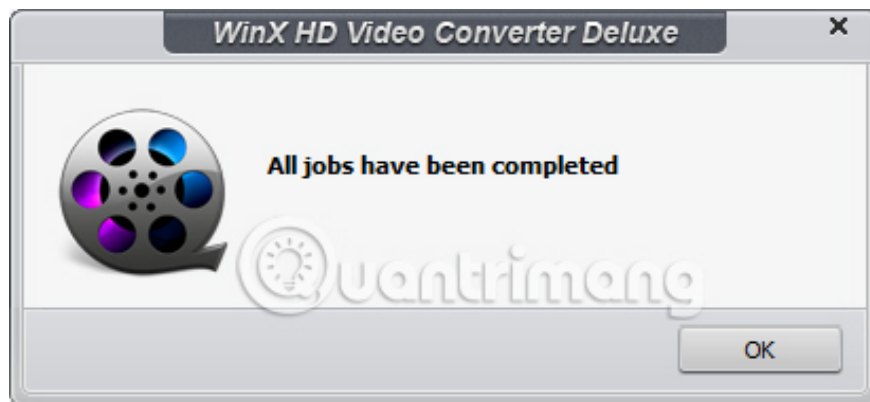 WinX HD Video Converter Deluxe
All jobs have been completed
Quantrimang
OK